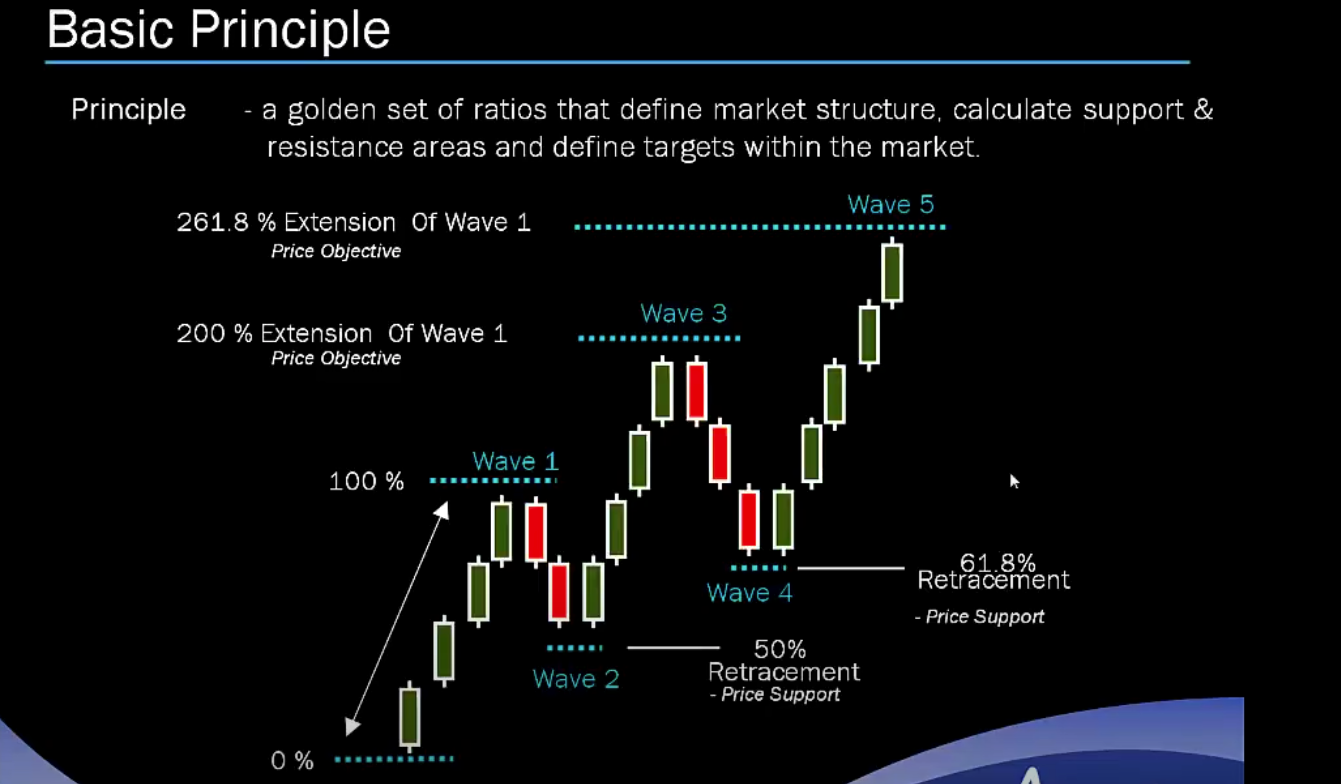 Basic Principle
Principle - a golden set of ratios that define market structure, calculate support &
resistance areas and define targets within the market.
Wave 5
261.8 % Extension Of Wave 1
Price Objective
Wave 3
200 % Extension Of Wave 1
Price Objective
Wave 1
100 %
61.8%
Retracement
- Price Support
Wave 4
50%
Retracement
- Price Support
Wave 2
0 %